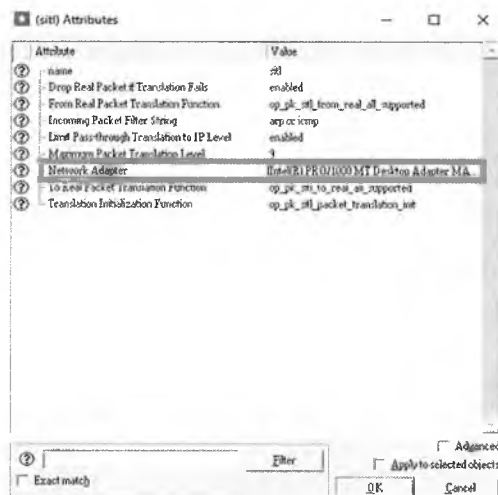 (sitl) Attributes
Attribute Value
name sitl
Drop Real Packet if Translation Fails enabled
From Real Packet Translation Function op_pk_sitl_from_real_all_supported
Incoming Packet Filter String arp or icmp
Limit Pass-through Translation to IP Level enabled
Maximum Packet Translation Level
Network Adapter Intel(R) PRO/1000 MT Desktop Adapter MA...
To Real Packet Translation Function op_pk_sitl_to_real_all_supported
Translation Initialization Function op_pk_sitl_packet_translation_init
Advanced
Filter
Apply to selected objects
Exact match
OK Cancel